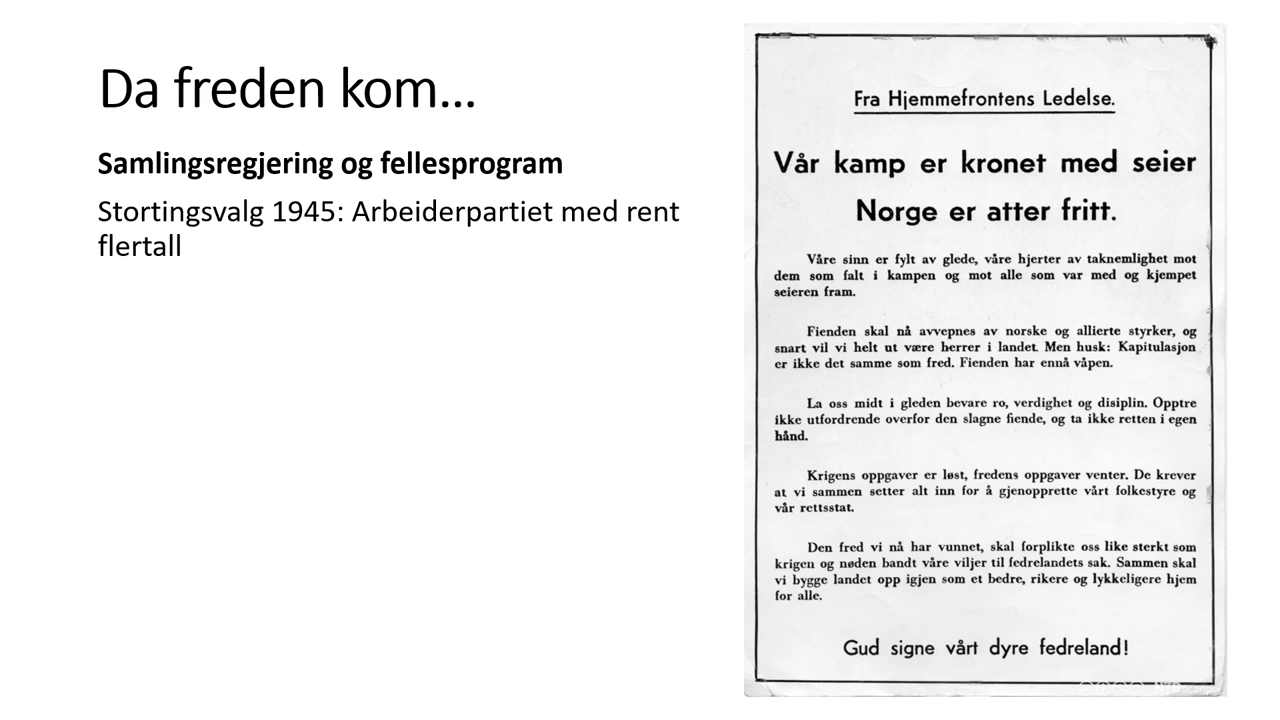 Da freden kom...
Samlingsregjering og fellesprogram
Stortingsvalg 1945: Arbeiderpartiet med rent
flertall
Fra Hjemmefrontens Ledelse.
Vår kamp er kronet med seier
Norge er atter fritt.
Våre sinn er fylt av glede, våre hjerter av taknemlighet mot
dem som falt i kampen og mot alle som var med og kjempet
seieren fram.
Fienden skal nå avvepnes av norske og allierte styrker, og
snart vil vi helt ut være herrer i landet. Men husk: Kapitulasjon
er ikke det samme som fred. Fienden har ennå våpen.
La oss midt i gleden bevare ro, verdighet og disiplin. Opptre
ikke utfordrende overfor den slagne fiende, og ta ikke retten i egen
hånd.
Krigens oppgaver er løst, fredens oppgaver venter. De krever
at vi sammen setter alt inn for å gjenopprette vårt folkestyre og
vår rettsstat.
Den fred vi nå har vunnet, skal forplikte oss like sterkt som
krigen og nøden bandt våre viljer til fedrelandets sak. Sammen skal
vi bygge landet opp igjen som et bedre, rikere og lykkeligere hjem
for alle.
Gud signe vårt dyre fedreland!
NTB scanpix